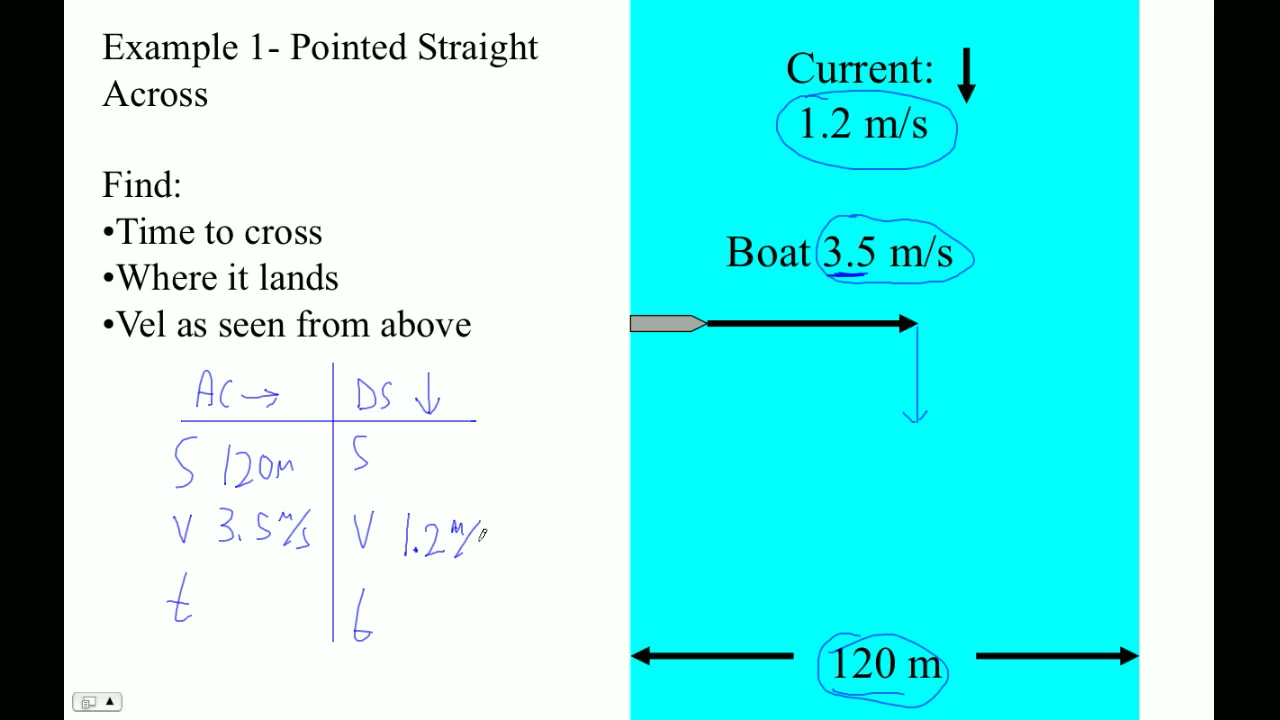 Example 1- Pointed Straight
Across
Find:
•Time to cross
•Where it lands
•Vel as seen from above
AC → DS ↓
S 120m S
V 3.5 m/s V 1.2 m/
t t
Current: ↓
1.2 m/s
Boat 3.5 m/s
120 m